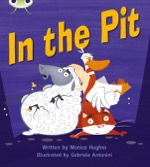 In the Pit
Written by Monica Hughes
Illustrated by Gabriele Antonini